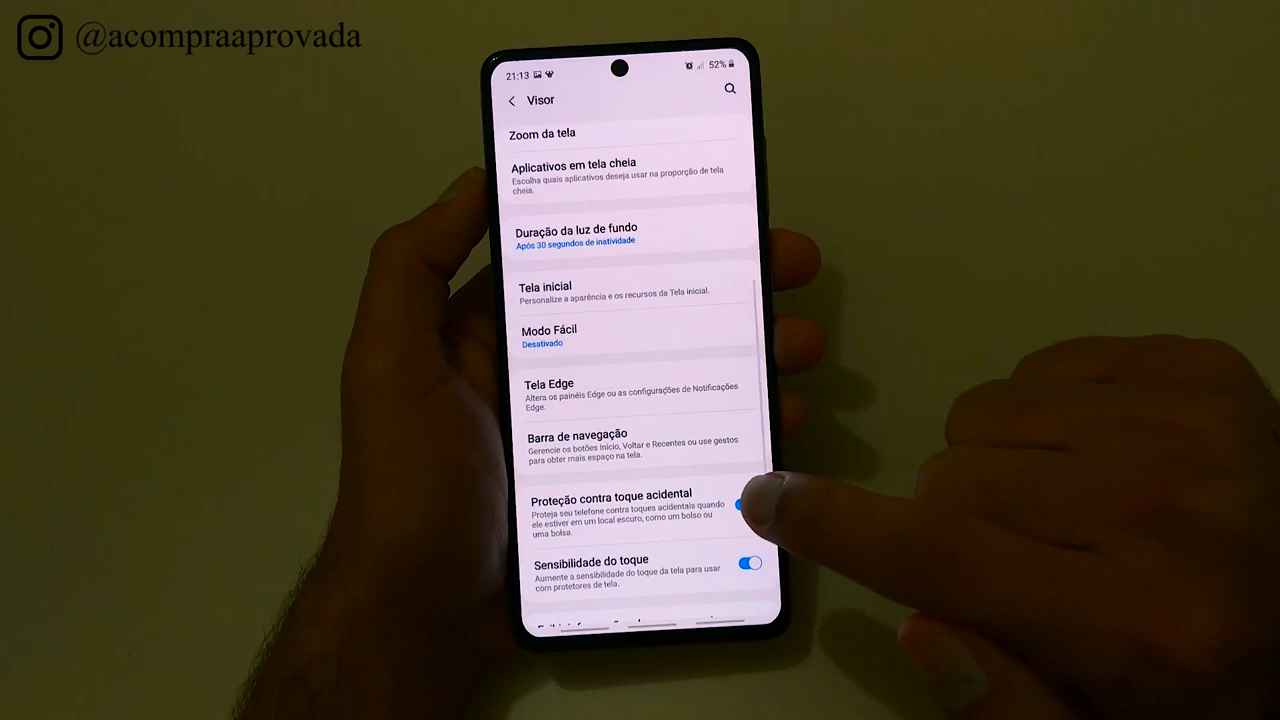 @acompraaprovada
21:13
52%
Visor
Zoom da tela
Aplicativos em tela cheia
Escolha quais aplicativos deseja usar na proporção de tela
cheia.
Duração da luz de fundo
Após 30 segundos de inatividade
Tela inicial
Personalize a aparência e os recursos da Tela inicial.
Modo Fácil
Desativado
Tela Edge
Altera os painéis Edge ou as configurações de Notificações
Edge.
Barra de navegação
Gerencie os botões Início, Voltar e Recentes ou use gestos
para obter mais espaço na tela.
Proteção contra toque acidental
Proteja seu telefone contra toques acidentais quando
ele estiver em um local escuro, como um bolso ou
uma bolsa.
Sensibilidade do toque
Aumente a sensibilidade do toque da tela para usar
com protetores de tela.